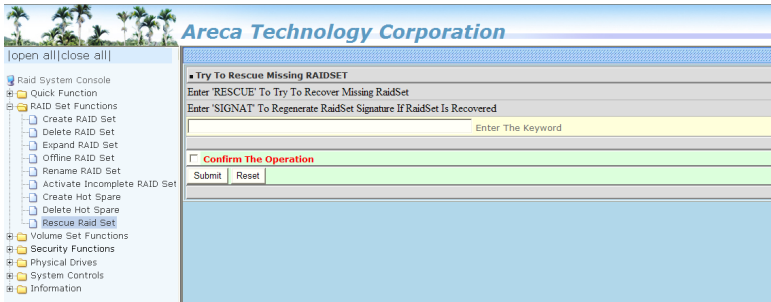 Areca Technology Corporation
|open all|close all|
Raid System Console
Quick Function
RAID Set Functions
Create RAID Set
Delete RAID Set
Expand RAID Set
Offline RAID Set
Rename RAID Set
Activate Incomplete RAID Set
Create Hot Spare
Delete Hot Spare
Rescue Raid Set
Volume Set Functions
Security Functions
Physical Drives
System Controls
Information
Try To Rescue Missing RAIDSET
Enter 'RESCUE' To Try To Recover Missing RaidSet
Enter 'SIGNAT' To Regenerate RaidSet Signature If RaidSet Is Recovered
Enter The Keyword
Confirm The Operation
Submit Reset